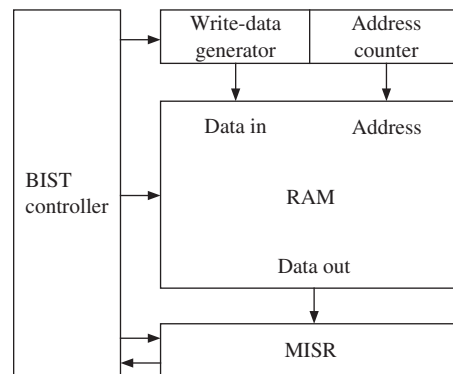 Write-data
generator
Address
counter
Data in
Address
BIST
controller
RAM
Data out
MISR